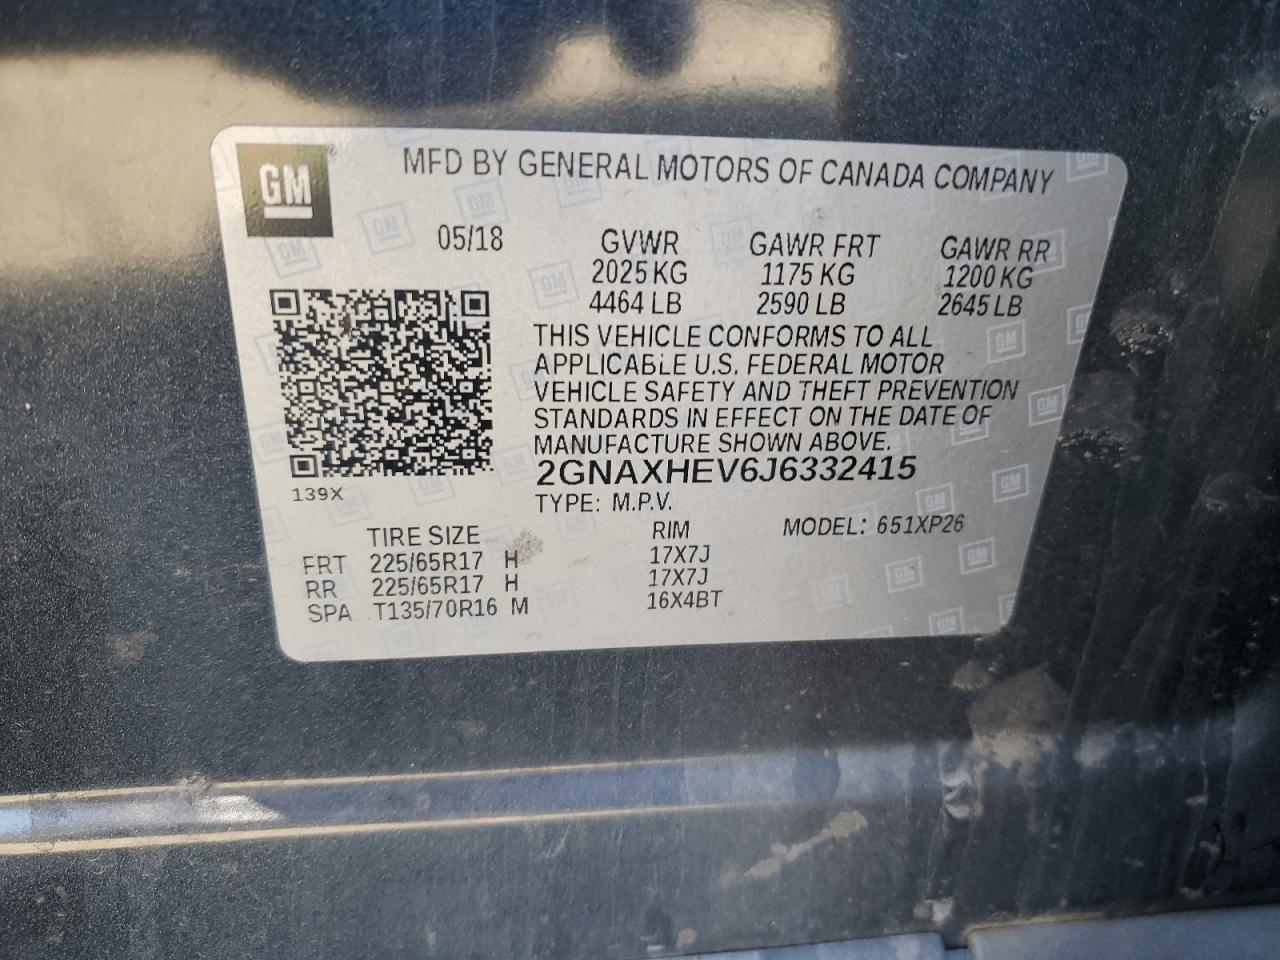 GM
MFD BY GENERAL MOTORS OF CANADA COMPANY
05/18 GVWR GAWR FRT GAWR RR
2025 KG 1175 KG 1200 KG
4464 LB 2590 LB 2645 LB
THIS VEHICLE CONFORMS TO ALL
APPLICABLE U.S. FEDERAL MOTOR
VEHICLE SAFETY AND THEFT PREVENTION
STANDARDS IN EFFECT ON THE DATE OF
MANUFACTURE SHOWN ABOVE.
2GNAXHEV6J6332415
139X
TYPE: M.P.V.
TIRE SIZE RIM MODEL: 651XP26
FRT 225/65R17 H 17X7J
RR 225/65R17 H 17X7J
SPA T135/70R16 M 16X4BT